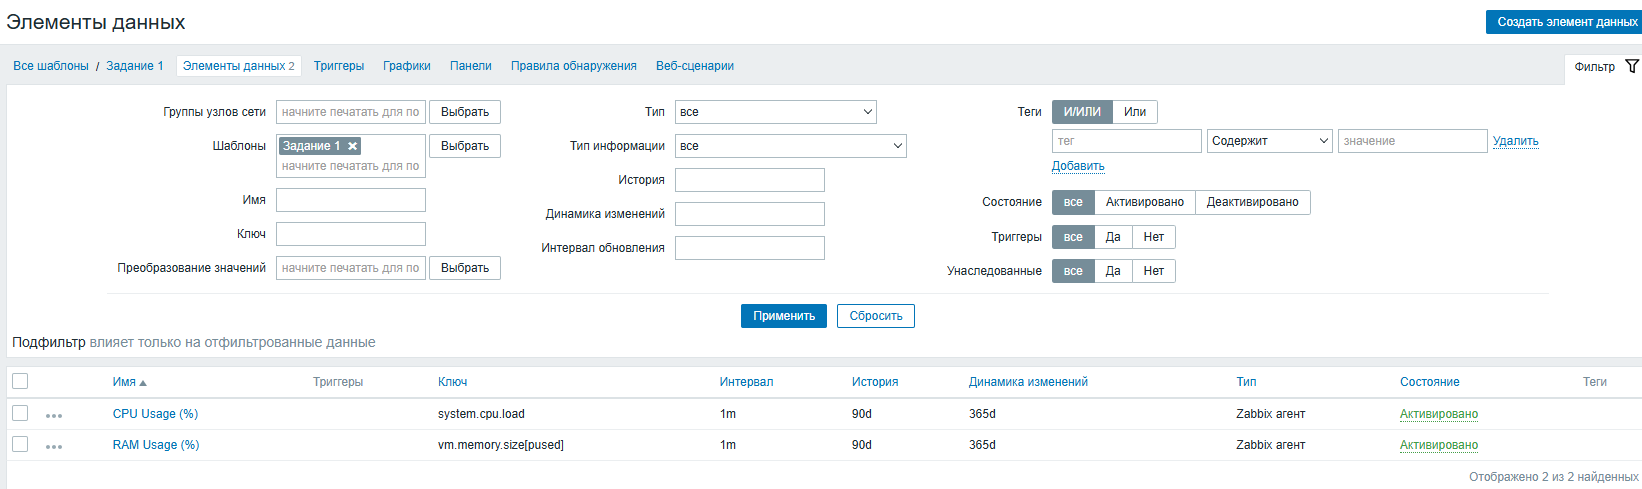 Элементы данных
Создать элемент данных
Все шаблоны / Задание 1 Элементы данных 2 Триггеры Графики Панели Правила обнаружения Веб-сценарии
Фильтр
Группы узлов сети начните печатать для по Выбрать
Шаблоны Задание 1 Выбрать
начните печатать для по
Имя
Ключ
Преобразование значений начните печатать для по Выбрать
Тип все
Тип информации все
История
Динамика изменений
Интервал обновления
Теги И/ИЛИ Или
тег Содержит значение Удалить
Добавить
Состояние все Активировано Деактивировано
Триггеры все Да Нет
Унаследованные все Да Нет
Применить Сбросить
Подфильтр влияет только на отфильтрованные данные
Имя Триггеры Ключ Интервал История Динамика изменений Тип Состояние Теги
CPU Usage (%) system.cpu.load 1m 90d 365d Zabbix агент Активировано
RAM Usage (%) vm.memory.size[pused] 1m 90d 365d Zabbix агент Активировано
Отображено 2 из 2 найденных